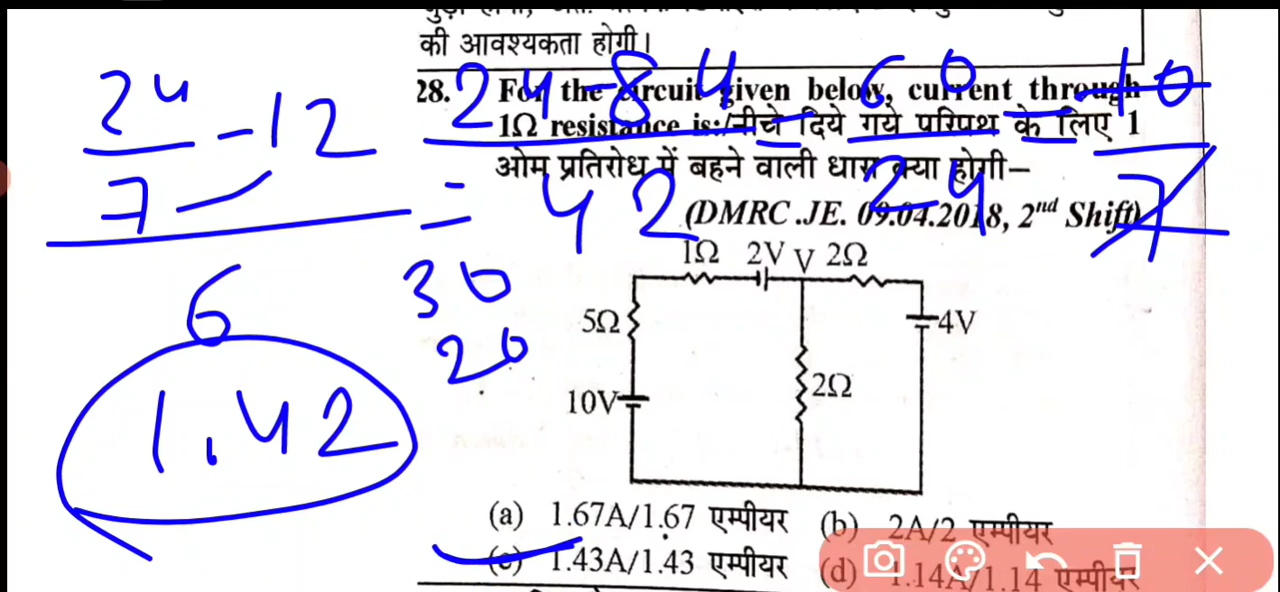 की आवश्यकता होगी।
28. For the circuit given below, current through
1Ω resistance is:/नीचे दिये गये परिपथ के लिए 1
ओम प्रतिरोध में बहने वाली धारा क्या होगी–
(DMRC .JE. 09.04.2018, 2nd Shift)
1Ω 2V V 2Ω
5Ω 4V
10V 2Ω
(a) 1.67A/1.67 एम्पीयर (b) 2A/2 एम्पीयर
(c) 1.43A/1.43 एम्पीयर (d) 1.14A/1.14 एम्पीयर
24
7
-12
6
=
24-84
42
60
24
10
7
30
20
1.42